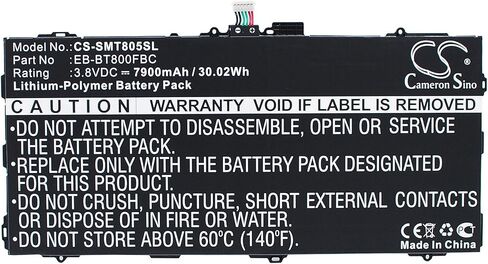 Model No.: CS-SMT805SL
Part No.: EB-BT800FBC
Rating: 3.8VDC ⎓ 7900mAh / 30.02Wh
Lithium-Polymer Battery Pack
CS
Cameron Sino
CAUTION: WARRANTY VOID IF LABEL REMOVED
•DO NOT ATTEMPT TO DISASSEMBLE, OPEN OR SERVICE
THE BATTERY PACK
•REPLACE ONLY WITH THE BATTERY PACK DESIGNATED
FOR THIS PRODUCT
•DO NOT CRUSH, PUNCTURE, SHORT EXTERNAL CONTACTS
OR DISPOSE OF IN FIRE OR WATER
•DO NOT STORE ABOVE 60°C (140°F)
CE
Made in China